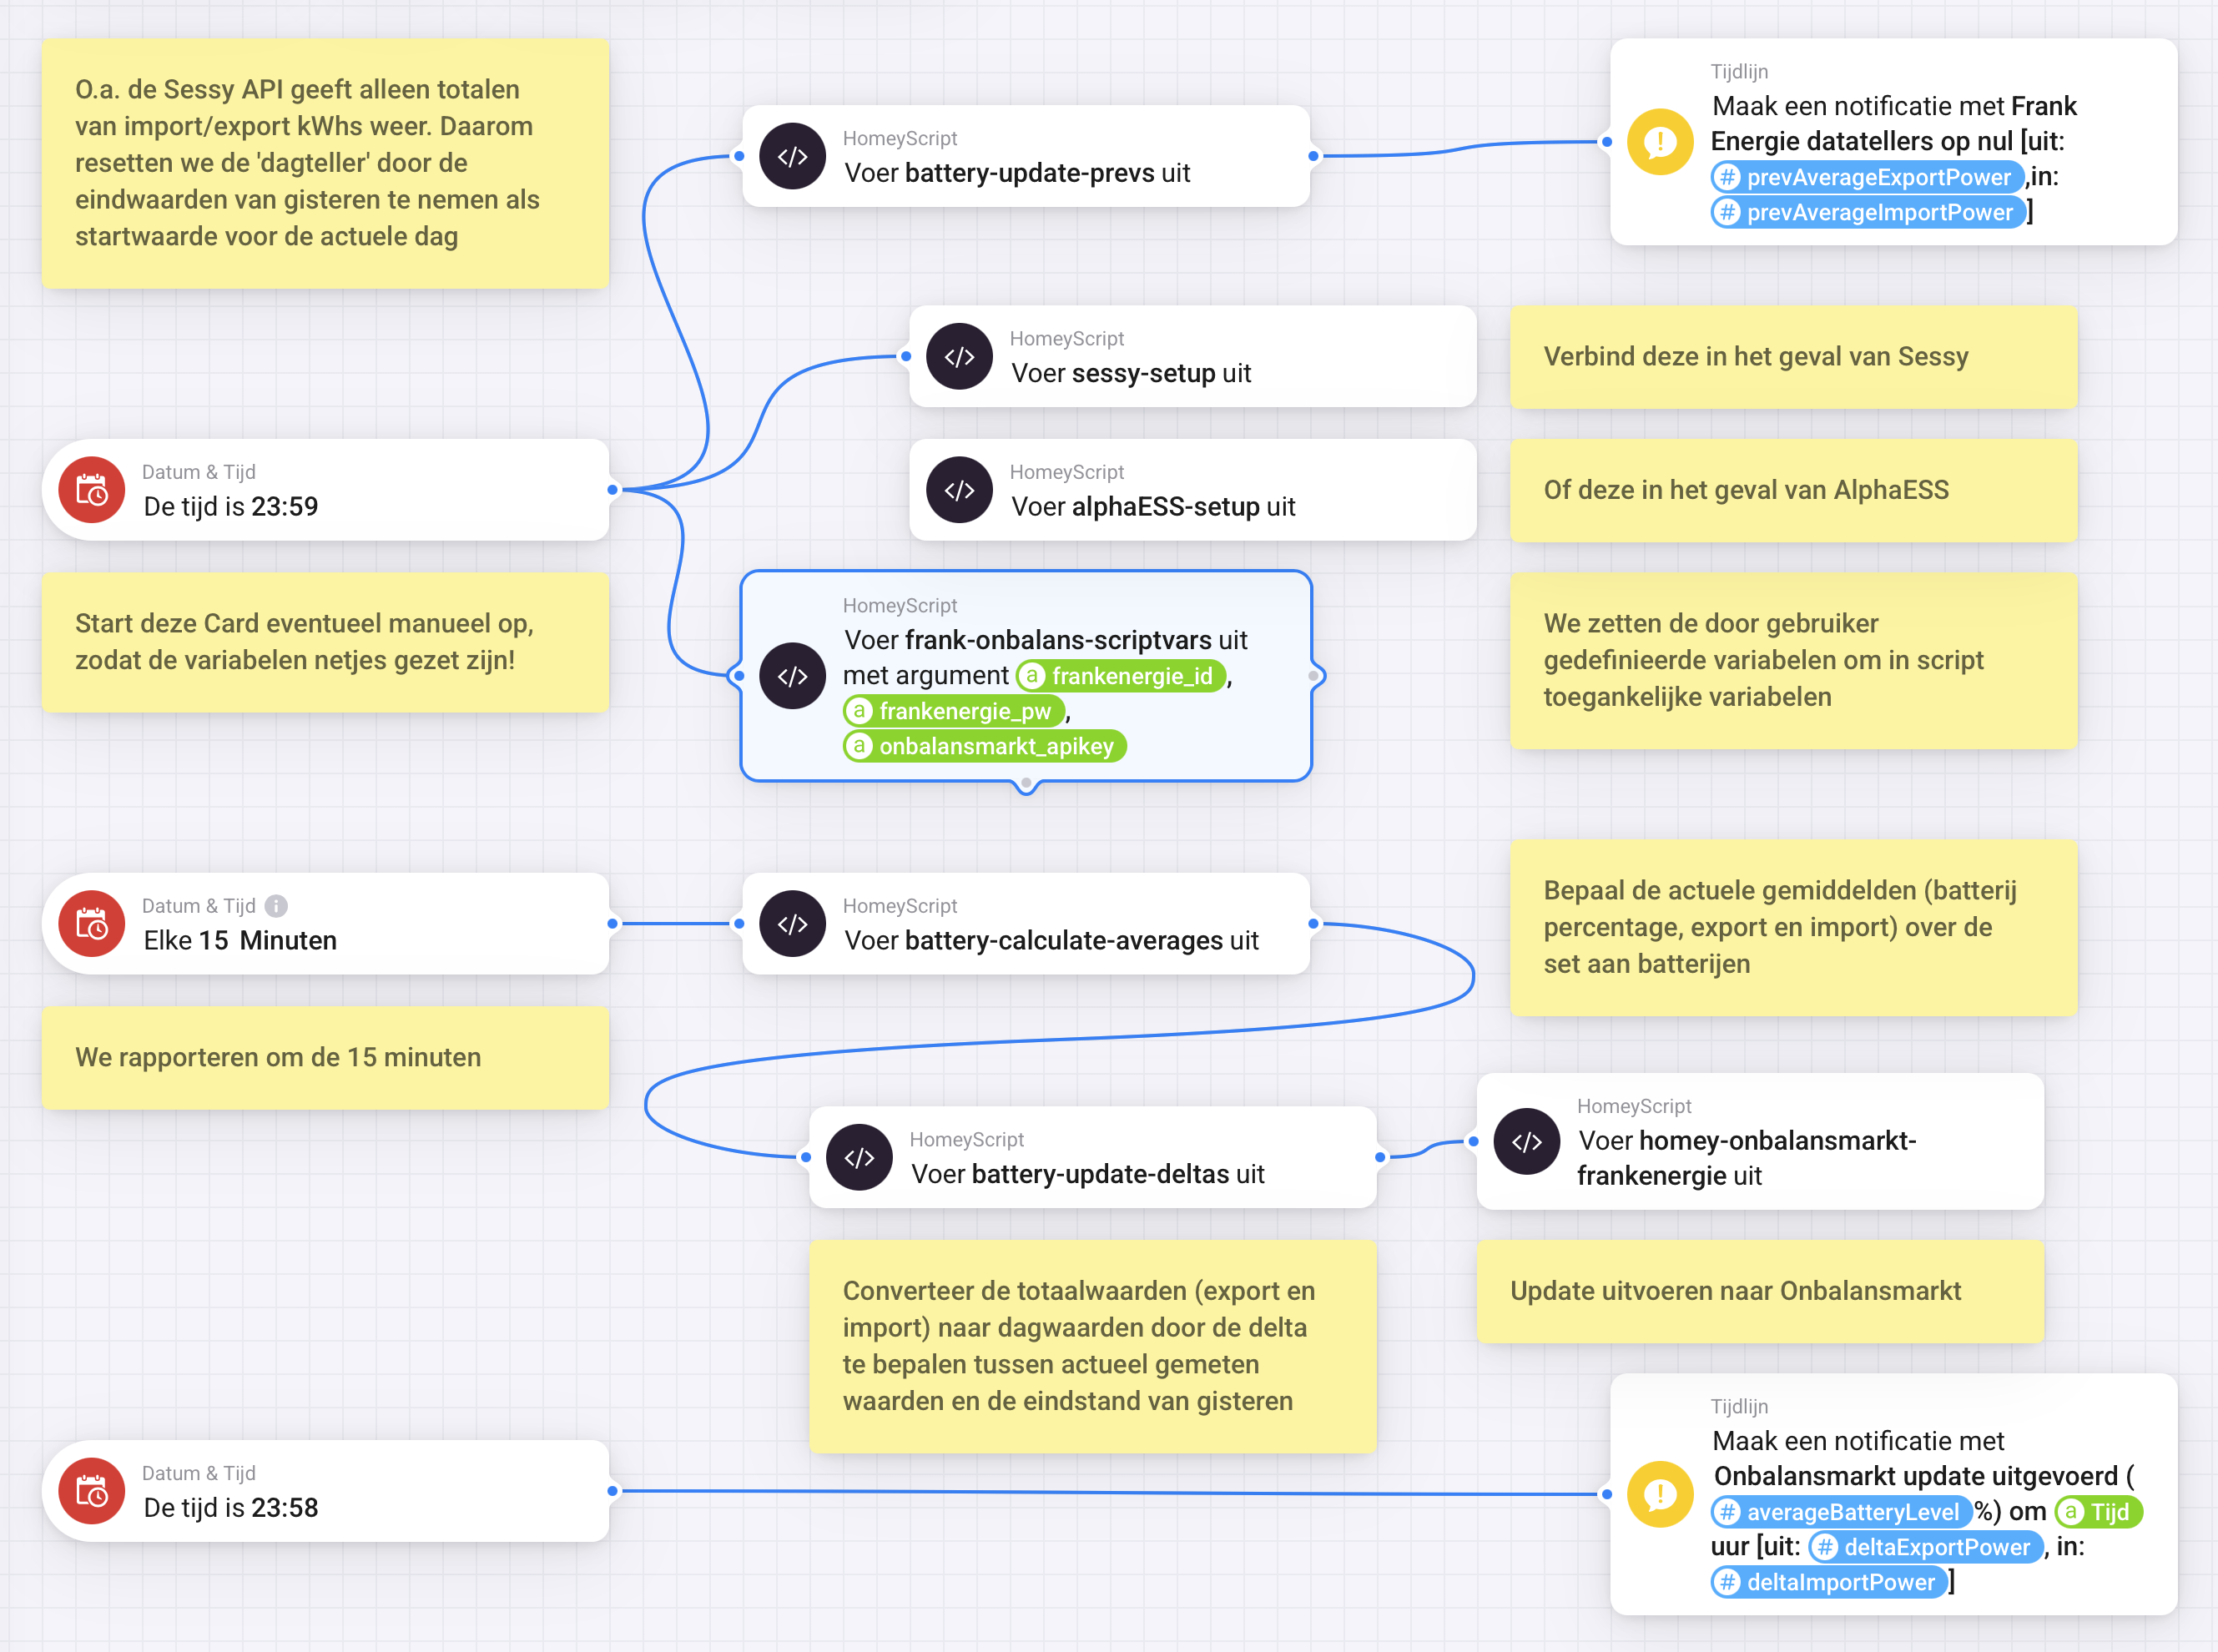 O.a. de Sessy API geeft alleen totalen
van import/export kWhs weer. Daarom
resetten we de 'dagteller' door de
eindwaarden van gisteren te nemen als
startwaarde voor de actuele dag
HomeyScript
Voer battery-update-prevs uit
Tijdlijn
Maak een notificatie met Frank
Energie datatellers op nul [uit:
# prevAverageExportPower ,in:
# prevAverageImportPower ]
HomeyScript
Voer sessy-setup uit
Verbind deze in het geval van Sessy
Datum & Tijd
De tijd is 23:59
HomeyScript
Voer alphaESS-setup uit
Of deze in het geval van AlphaESS
Start deze Card eventueel manueel op,
zodat de variabelen netjes gezet zijn!
HomeyScript
Voer frank-onbalans-scriptvars uit
met argument a frankenergie_id ,
a frankenergie_pw ,
a onbalansmarkt_apikey
We zetten de door gebruiker
gedefinieerde variabelen om in script
toegankelijke variabelen
Datum & Tijd
Elke 15 Minuten
HomeyScript
Voer battery-calculate-averages uit
Bepaal de actuele gemiddelden (batterij
percentage, export en import) over de
set aan batterijen
We rapporteren om de 15 minuten
HomeyScript
Voer battery-update-deltas uit
HomeyScript
Voer homey-onbalansmarkt-
frankenergie uit
Converteer de totaalwaarden (export en
import) naar dagwaarden door de delta
te bepalen tussen actueel gemeten
waarden en de eindstand van gisteren
Update uitvoeren naar Onbalansmarkt
Datum & Tijd
De tijd is 23:58
Tijdlijn
Maak een notificatie met
Onbalansmarkt update uitgevoerd (
# averageBatteryLevel %) om a Tijd
uur [uit: # deltaExportPower , in:
# deltaImportPower ]